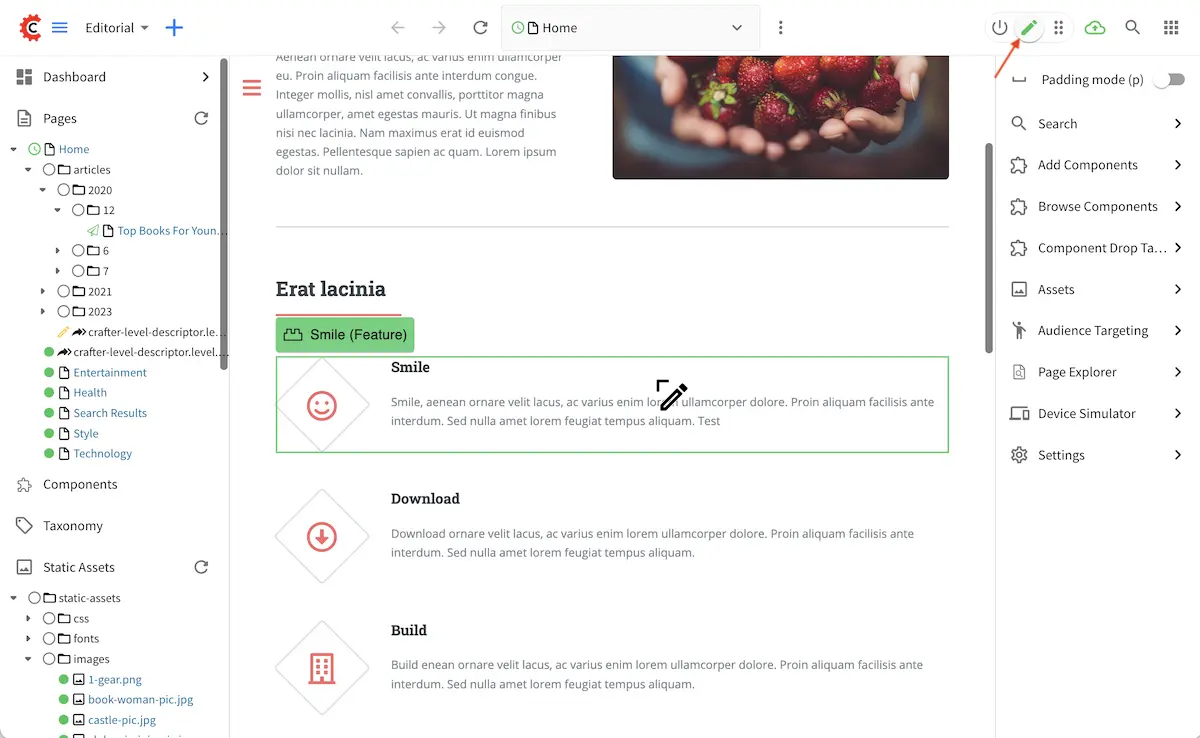 Editorial
Home
Dashboard
Pages
Home
articles
2020
12
Top Books For Youn...
6
7
2021
2023
crafter-level-descriptor.le...
crafter-level-descriptor.level....
Entertainment
Health
Search Results
Style
Technology
Components
Taxonomy
Static Assets
static-assets
css
fonts
images
1-gear.png
book-woman-pic.jpg
castle-pic.jpg
Aenean ornare velit lacus, ac varius enim ullamcorper
eu. Proin aliquam facilisis ante interdum congue.
Integer mollis, nisl amet convallis, porttitor magna
ullamcorper, amet egestas mauris. Ut magna finibus
nisi nec lacinia. Nam maximus erat id euismod
egestas. Pellentesque sapien ac quam. Lorem ipsum
dolor sit nullam.
Erat lacinia
Smile (Feature)
Smile
Smile, aenean ornare velit lacus, ac varius enim lorem ullamcorper dolore. Proin aliquam facilisis ante
interdum. Sed nulla amet lorem feugiat tempus aliquam. Test
Download
Download ornare velit lacus, ac varius enim lorem ullamcorper dolore. Proin aliquam facilisis ante
interdum. Sed nulla amet lorem feugiat tempus aliquam.
Build
Build enean ornare velit lacus, ac varius enim lorem ullamcorper dolore. Proin aliquam facilisis ante
interdum. Sed nulla amet lorem feugiat tempus aliquam.
Padding mode (p)
Search
Add Components
Browse Components
Component Drop Ta...
Assets
Audience Targeting
Page Explorer
Device Simulator
Settings